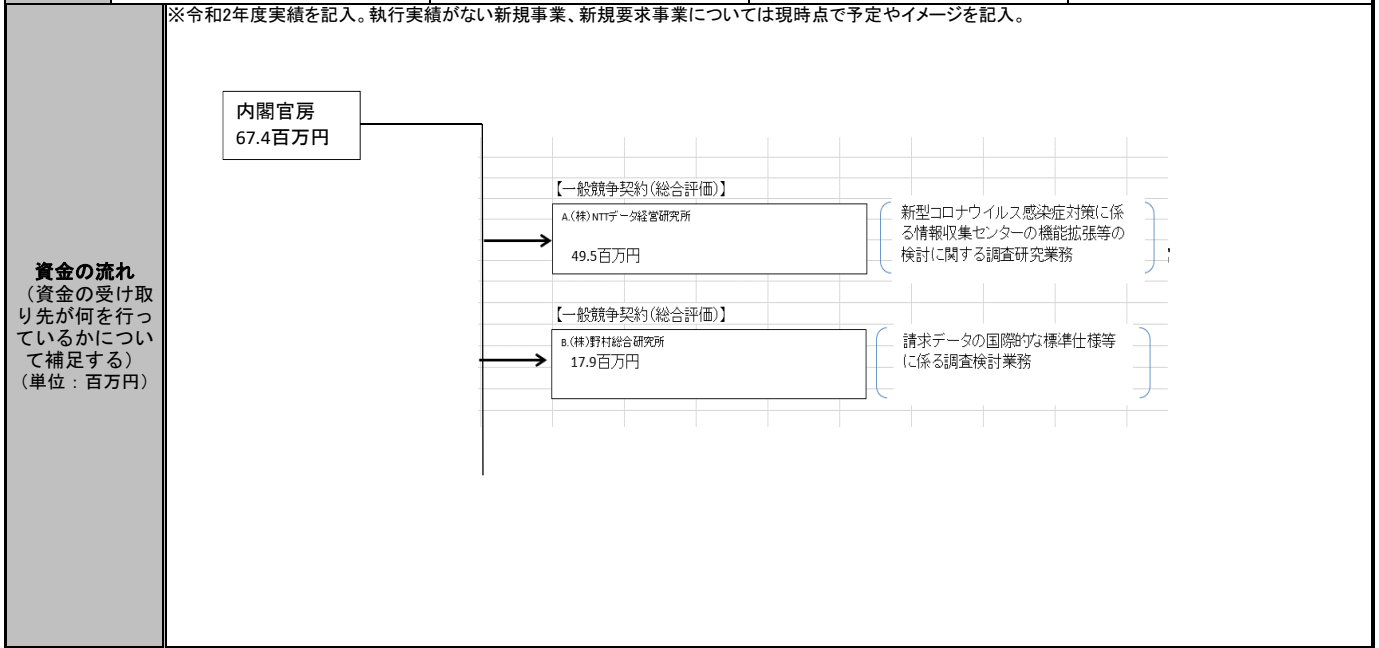 ※令和2年度実績を記入。執行実績がない新規事業、新規要求事業については現時点で予定やイメージを記入。
資金の流れ
（資金の受け取
り先が何を行っ
ているかについ
て補足する）
（単位：百万円）
内閣官房
67.4百万円
【一般競争契約(総合評価)】
A.(株)NTTデータ経営研究所
49.5百万円
新型コロナウイルス感染症対策に係
る情報収集センターの機能拡張等の
検討に関する調査研究業務
【一般競争契約(総合評価)】
B.(株)野村総合研究所
17.9百万円
請求データの国際的な標準仕様等
に係る調査検討業務